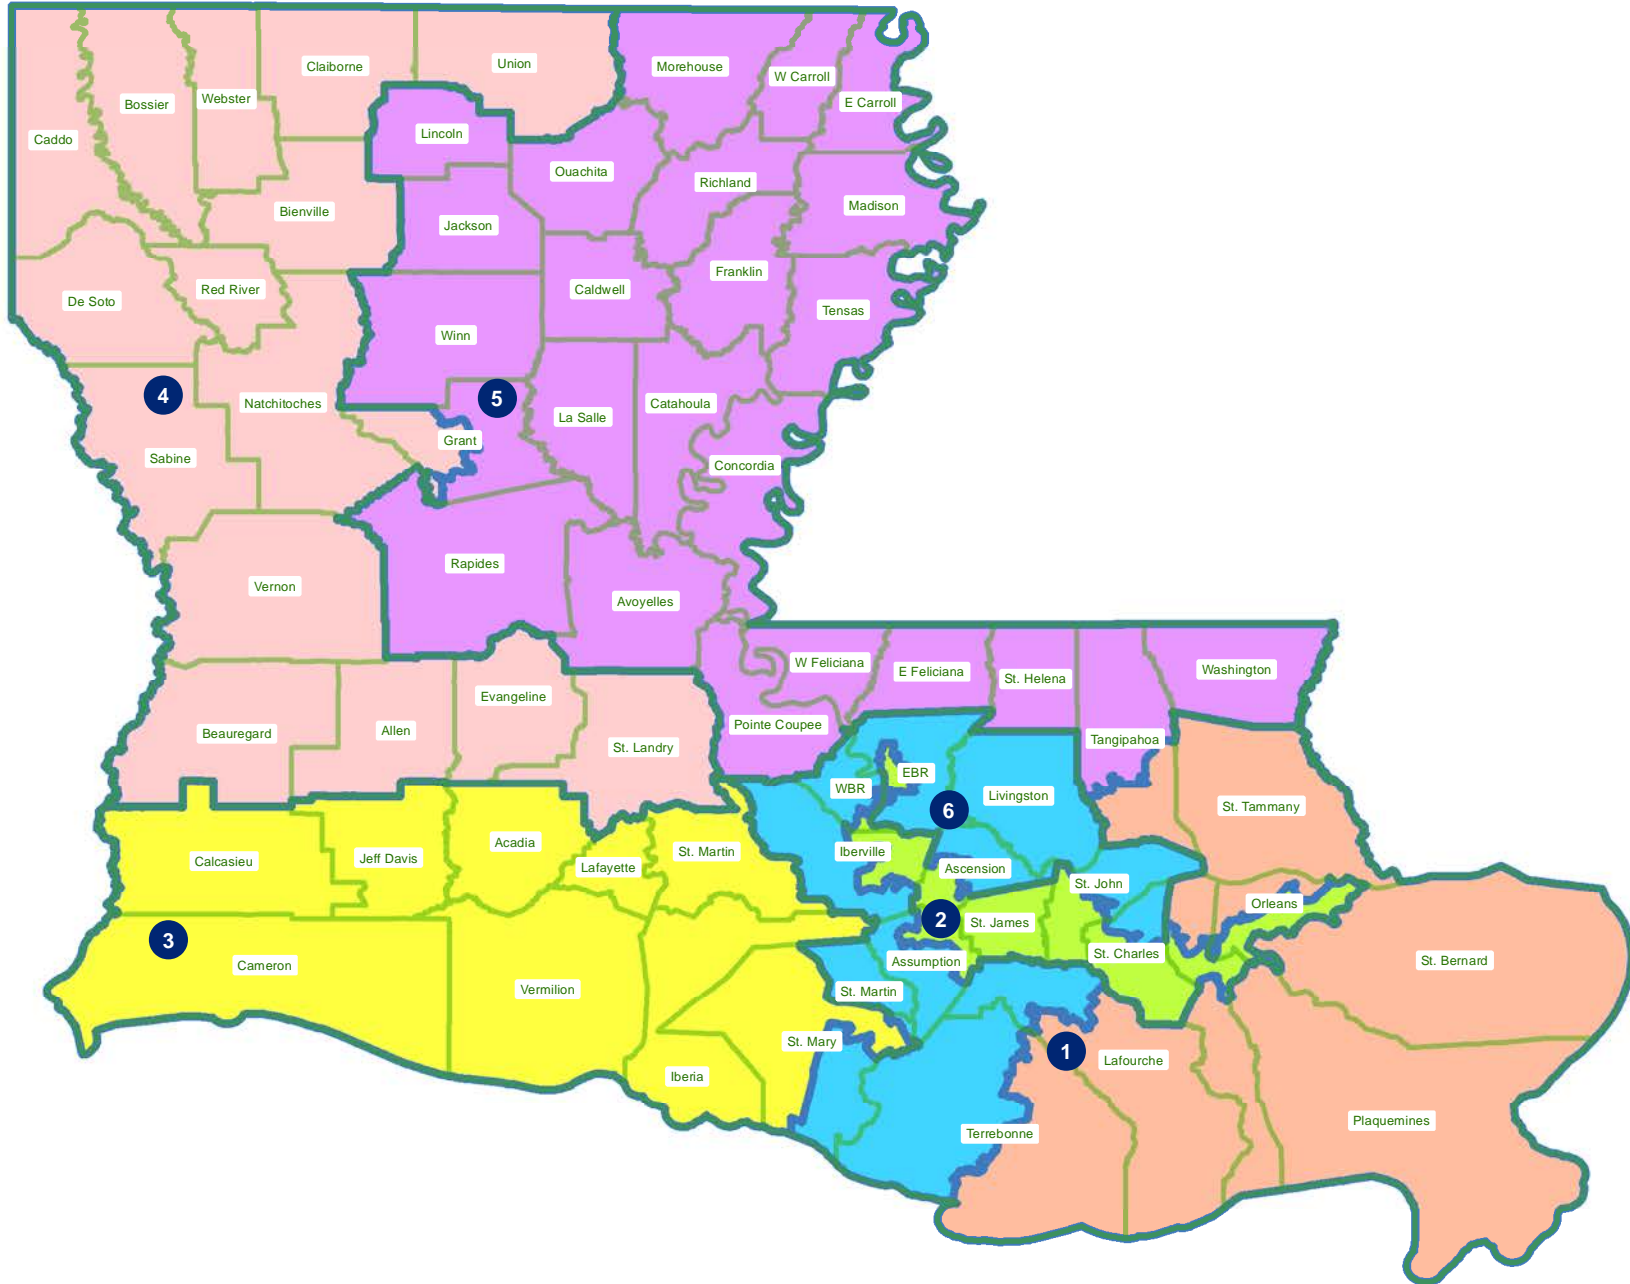 Union
Claiborne
Morehouse
W Carroll
Webster
Bossier
E Carroll
Lincoln
Caddo
Ouachita
Richland
Madison
Bienville
Jackson
Franklin
Red River
Caldwell
De Soto
Tensas
Winn
4
5
Natchitoches
Catahoula
La Salle
Grant
Sabine
Concordia
Rapides
Vernon
Avoyelles
W Feliciana
E Feliciana
St. Helena
Washington
Evangeline
Pointe Coupee
Allen
Beauregard
Tangipahoa
St. Landry
EBR
WBR
Livingston
St. Tammany
6
Acadia
St. Martin
Iberville
Jeff Davis
Calcasieu
Lafayette
Ascension
St. John
Orleans
2
St. James
3
St. Charles
Assumption
St. Bernard
Cameron
Vermilion
St. Martin
St. Mary
1
Lafourche
Iberia
Plaquemines
Terrebonne